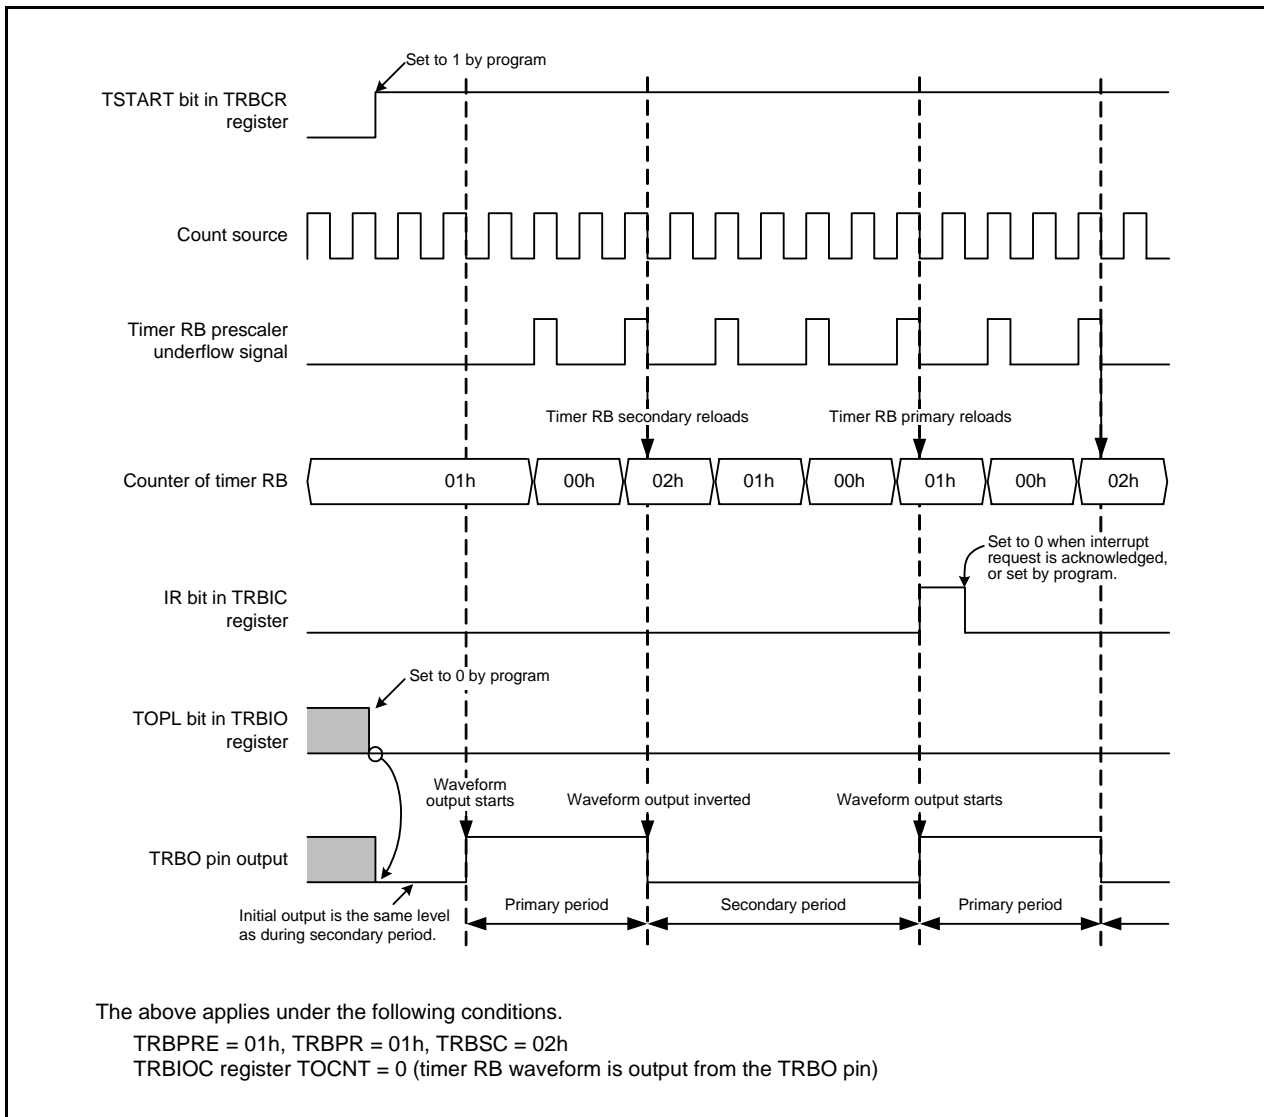 Set to 1 by program
TSTART bit in TRBCR
register
Count source
Timer RB prescaler
underflow signal
Timer RB secondary reloads
Timer RB primary reloads
Counter of timer RB
01h
00h
02h
01h
00h
01h
00h
02h
Set to 0 when interrupt
request is acknowledged,
or set by program.
IR bit in TRBIC
register
Set to 0 by program
TOPL bit in TRBIO
register
Waveform
output starts
Waveform output inverted
Waveform output starts
TRBO pin output
Initial output is the same level
as during secondary period.
Primary period
Secondary period
Primary period
The above applies under the following conditions.
TRBPRE = 01h, TRBPR = 01h, TRBSC = 02h
TRBIOC register TOCNT = 0 (timer RB waveform is output from the TRBO pin)